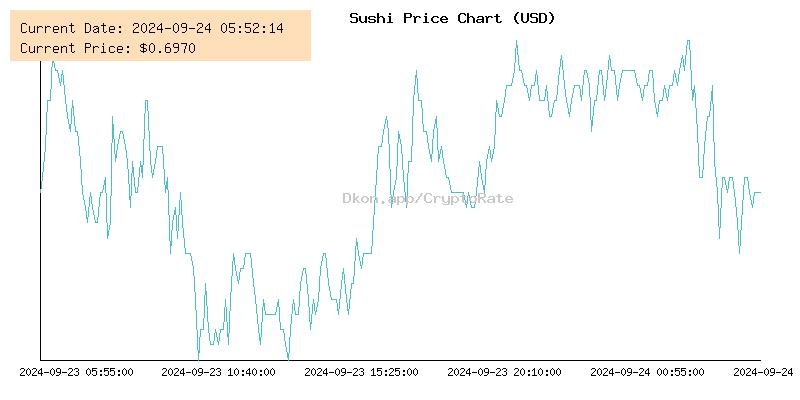 Sushi Price Chart (USD)
Current Date: 2024-09-24 05:52:14
Current Price: $0.6970
Dkon.app/CryptoRate
2024-09-23 05:55:00
2024-09-23 10:40:00
2024-09-23 15:25:00
2024-09-23 20:10:00
2024-09-24 00:55:00
2024-09-24